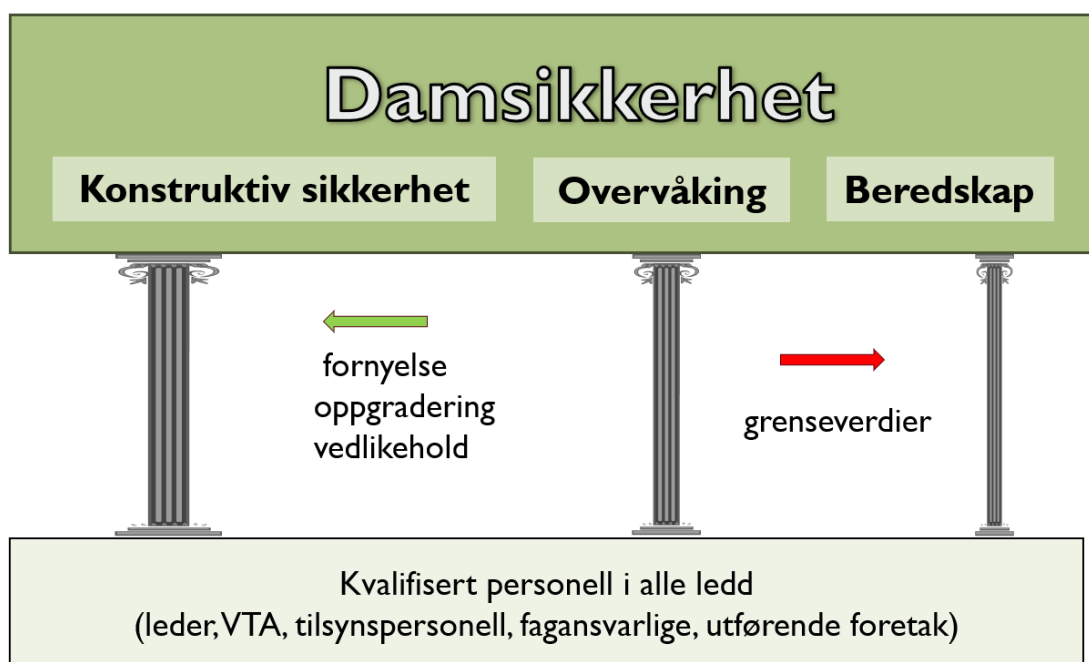 Damsikkerhet
Konstruktiv sikkerhet
Overvåking
Beredskap
fornyelse
oppgradering
vedlikehold
grenseverdier
Kvalifisert personell i alle ledd
(leder, VTA, tilsynspersonell, fagansvarlige, utførende foretak)